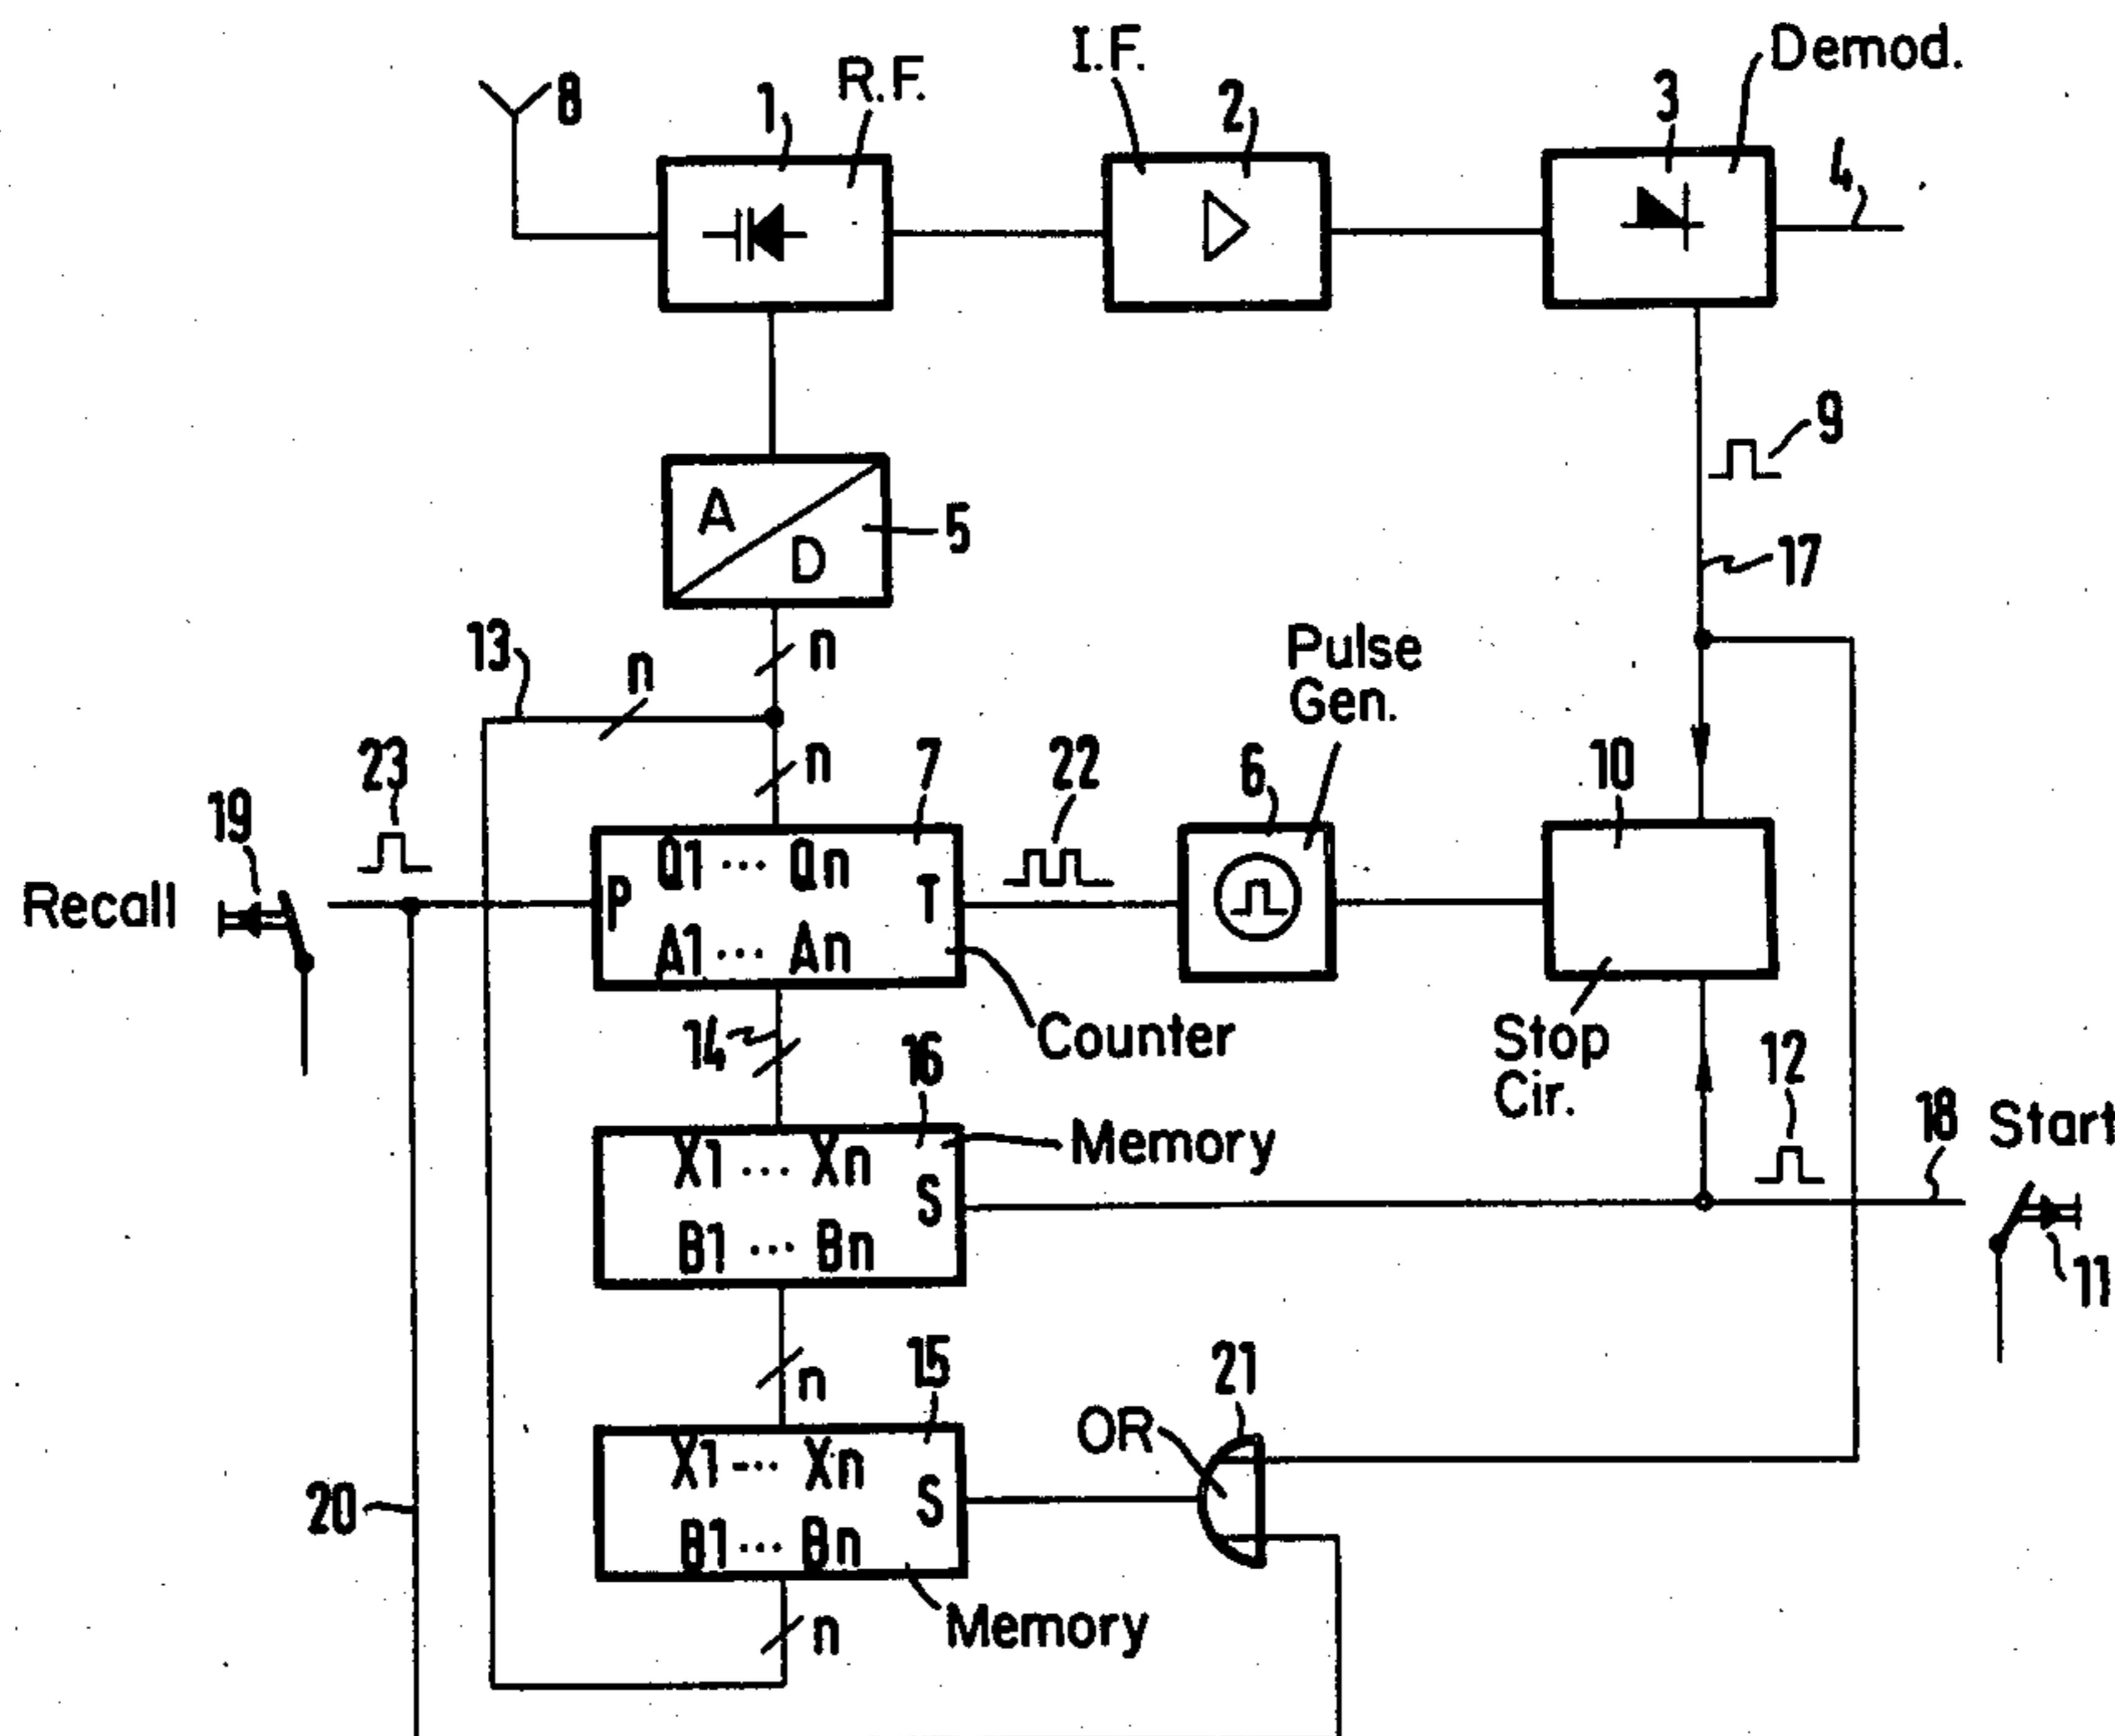 8
1
R.F.
I.F.
2
3
Demod.
4
A
D
5
9
17
13
n
n
n
Pulse
Gen.
23
19
7
22
6
10
Recall
P
Q1 ... Qn
T
A1 ... An
14
Counter
16
Stop
Cir.
12
18
Start
X1 ... Xn
Memory
S
B1 ... Bn
11
n
15
21
OR
X1 ... Xn
S
B1 ... Bn
20
n
Memory